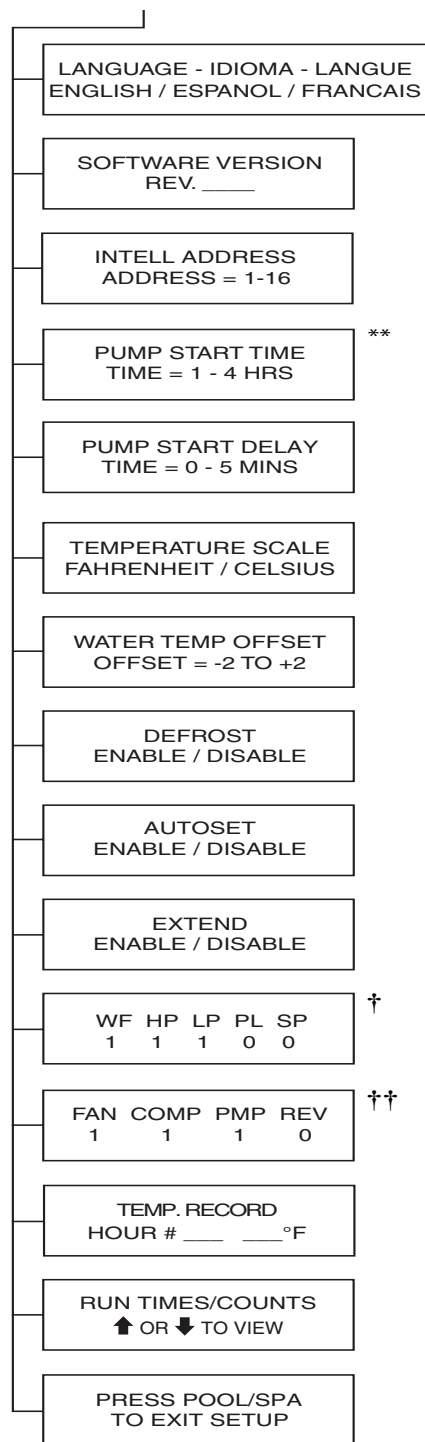 LANGUAGE - IDIOMA - LANGUE
ENGLISH / ESPANOL / FRANCAIS
SOFTWARE VERSION
REV. ____
INTELL ADDRESS
ADDRESS = 1-16
PUMP START TIME **
TIME = 1 - 4 HRS
PUMP START DELAY
TIME = 0 - 5 MINS
TEMPERATURE SCALE
FAHRENHEIT / CELSIUS
WATER TEMP OFFSET
OFFSET = -2 TO +2
DEFROST
ENABLE / DISABLE
AUTOSET
ENABLE / DISABLE
EXTEND
ENABLE / DISABLE
WF HP LP PL SP †
1 1 1 0 0
FAN COMP PMP REV ††
1 1 1 0
TEMP. RECORD
HOUR # ___ ___°F
RUN TIMES/COUNTS
⬆ OR ⬇ TO VIEW
PRESS POOL/SPA
TO EXIT SETUP